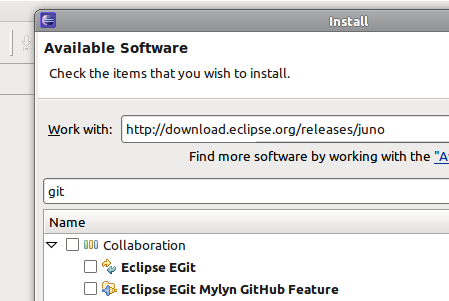 Install
Available Software
Check the items that you wish to install.
Work with: http://download.eclipse.org/releases/juno
Find more software by working with the
git
Name
Collaboration
Eclipse EGit
Eclipse EGit Mylyn GitHub Feature